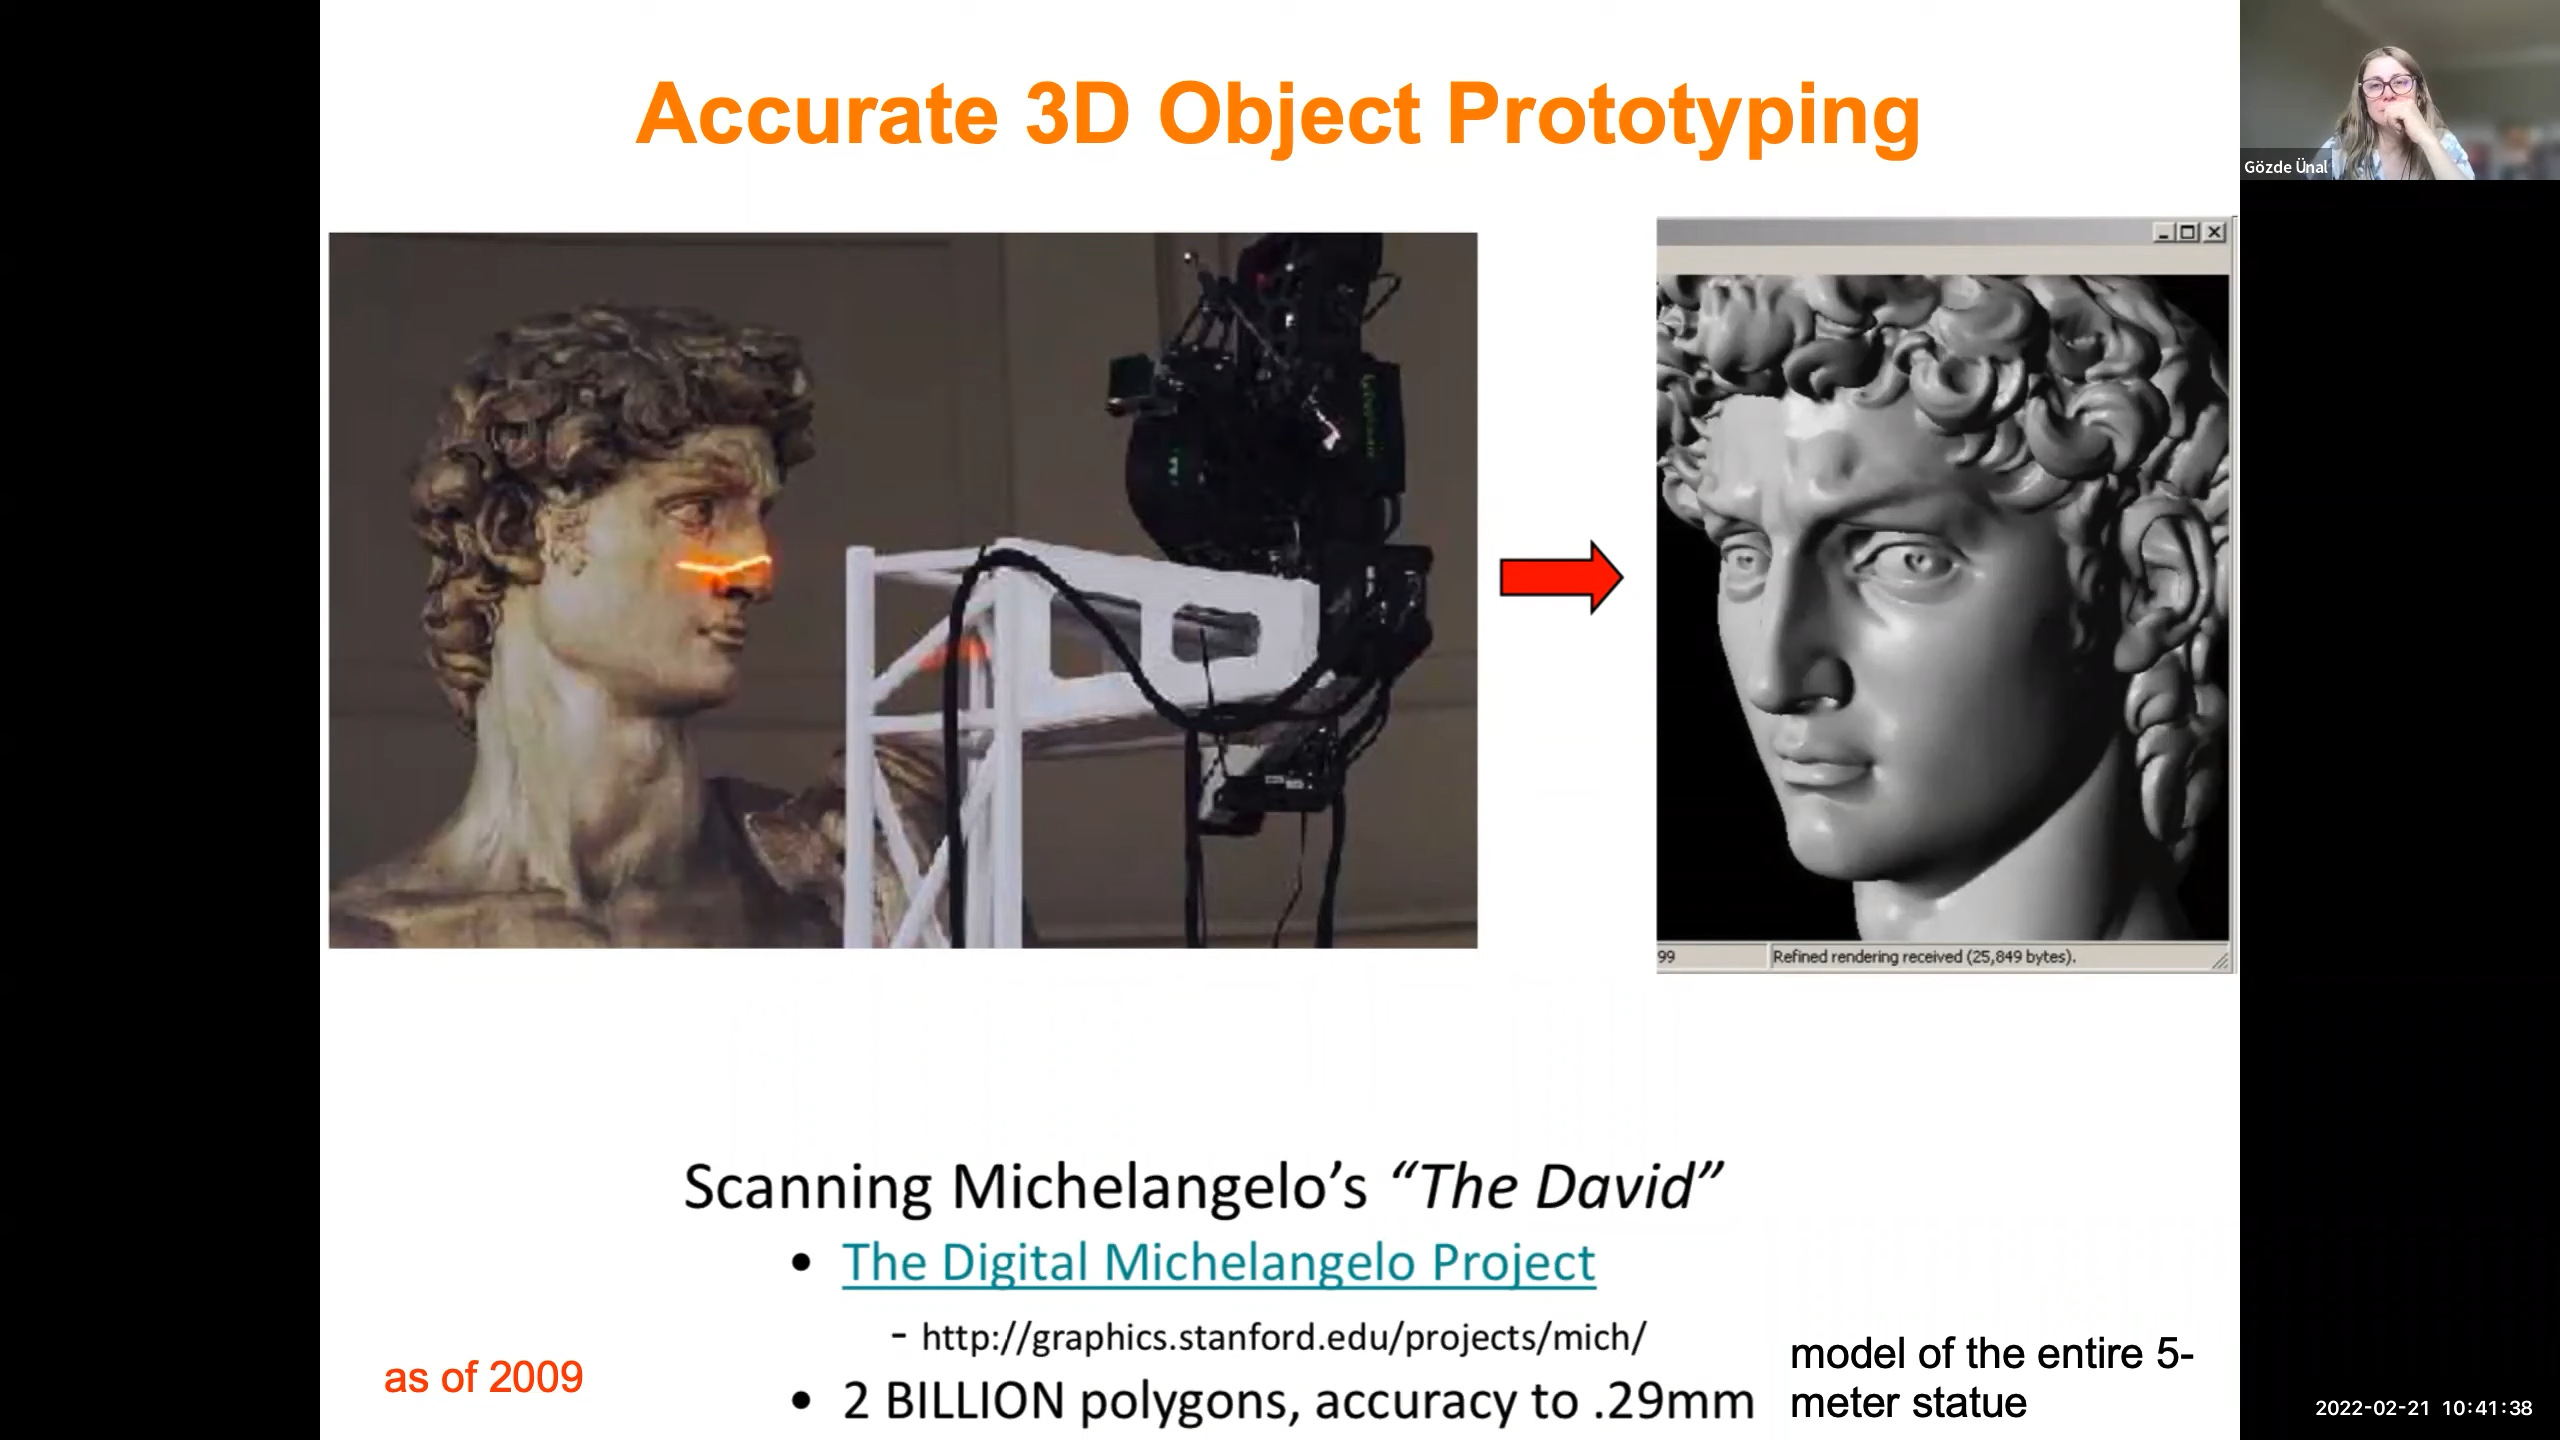 Accurate 3D Object Prototyping
Gözde Ünal
99
Refined rendering received (25,849 bytes).
Scanning Michelangelo’s “The David”
• The Digital Michelangelo Project
- http://graphics.stanford.edu/projects/mich/
as of 2009
• 2 BILLION polygons, accuracy to .29mm
model of the entire 5-
meter statue
2022-02-21 10:41:38